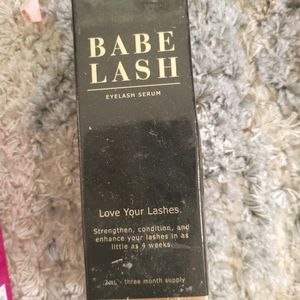 BABE
LASH
EYELASH SERUM
Love Your Lashes.
Strengthen, condition, and
enhance your lashes in as
little as 4 weeks.
2mL - three month supply